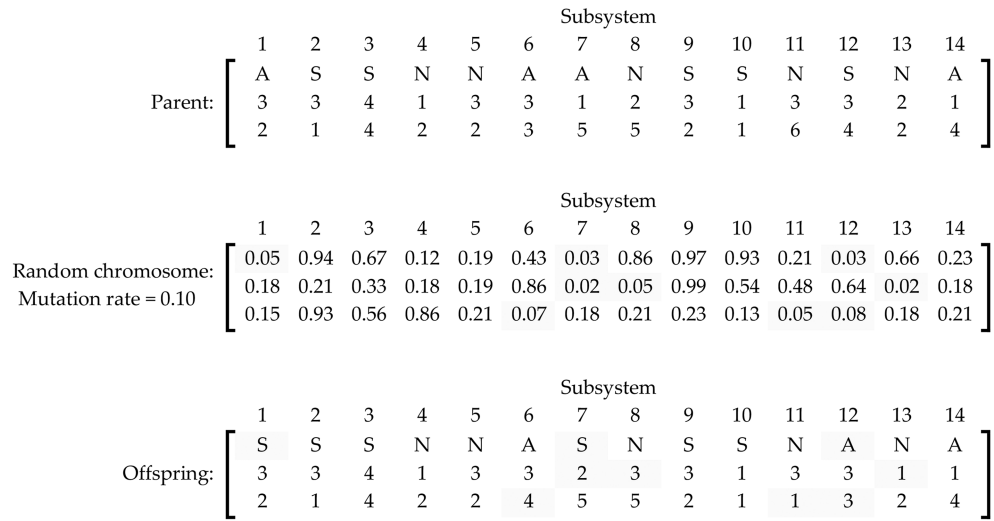 Subsystem
1 2 3 4 5 6 7 8 9 10 11 12 13 14
A S S N N A A N S S N S N A
Parent: 3 3 4 1 3 3 1 2 3 1 3 3 2 1
2 1 4 2 2 3 5 5 2 1 6 4 2 4
Subsystem
1 2 3 4 5 6 7 8 9 10 11 12 13 14
0.05 0.94 0.67 0.12 0.19 0.43 0.03 0.86 0.97 0.93 0.21 0.03 0.66 0.23
Random chromosome:
0.18 0.21 0.33 0.18 0.19 0.86 0.02 0.05 0.99 0.54 0.48 0.64 0.02 0.18
Mutation rate = 0.10
0.15 0.93 0.56 0.86 0.21 0.07 0.18 0.21 0.23 0.13 0.05 0.08 0.18 0.21
Subsystem
1 2 3 4 5 6 7 8 9 10 11 12 13 14
S S S N N A S N S S N A N A
Offspring: 3 3 4 1 3 3 2 3 3 1 3 3 1 1
2 1 4 2 2 4 5 5 2 1 1 3 2 4